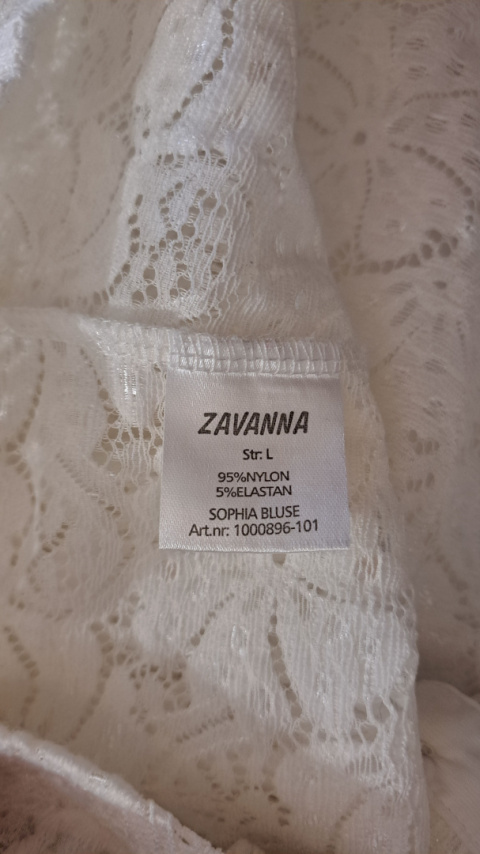 ZAVANNA
Str: L
95%NYLON
5%ELASTAN
SOPHIA BLUSE
Art.nr: 1000896-101